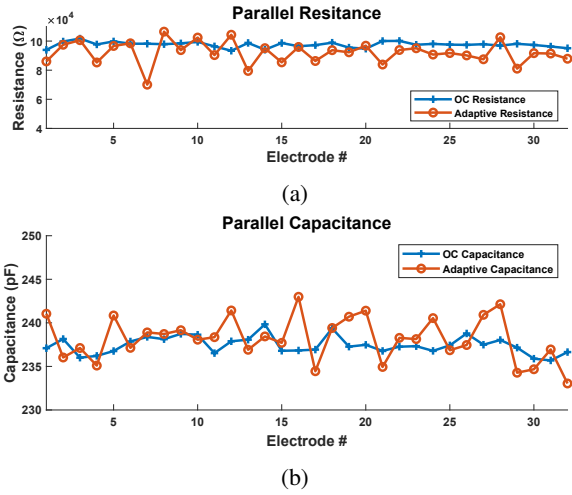 Parallel Resitance
×10⁴
Resistance (Ω)
10
8
6
4
OC Resistance
Adaptive Resistance
5 10 15 20 25 30
Electrode #
(a)
Parallel Capacitance
Capacitance (pF)
250
245
240
235
230
OC Capacitance
Adaptive Capacitance
5 10 15 20 25 30
Electrode #
(b)